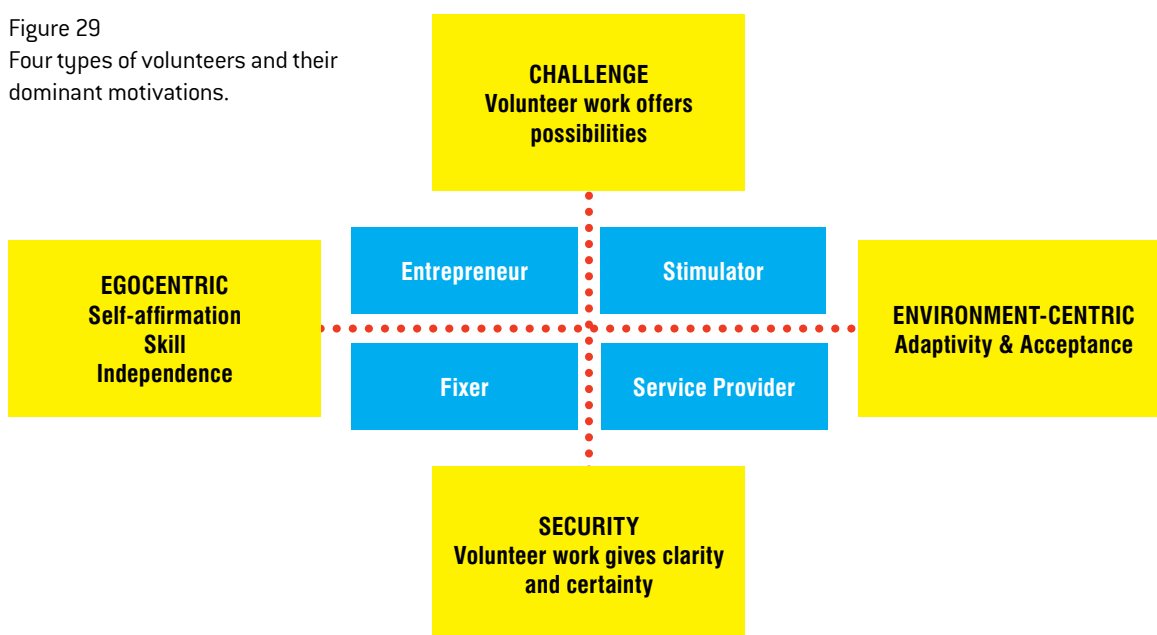 Figure 29
Four types of volunteers and their
dominant motivations.
CHALLENGE
Volunteer work offers
possibilities
Entrepreneur
Stimulator
EGOCENTRIC
Self-affirmation
Skill
Independence
ENVIRONMENT-CENTRIC
Adaptivity & Acceptance
Fixer
Service Provider
SECURITY
Volunteer work gives clarity
and certainty